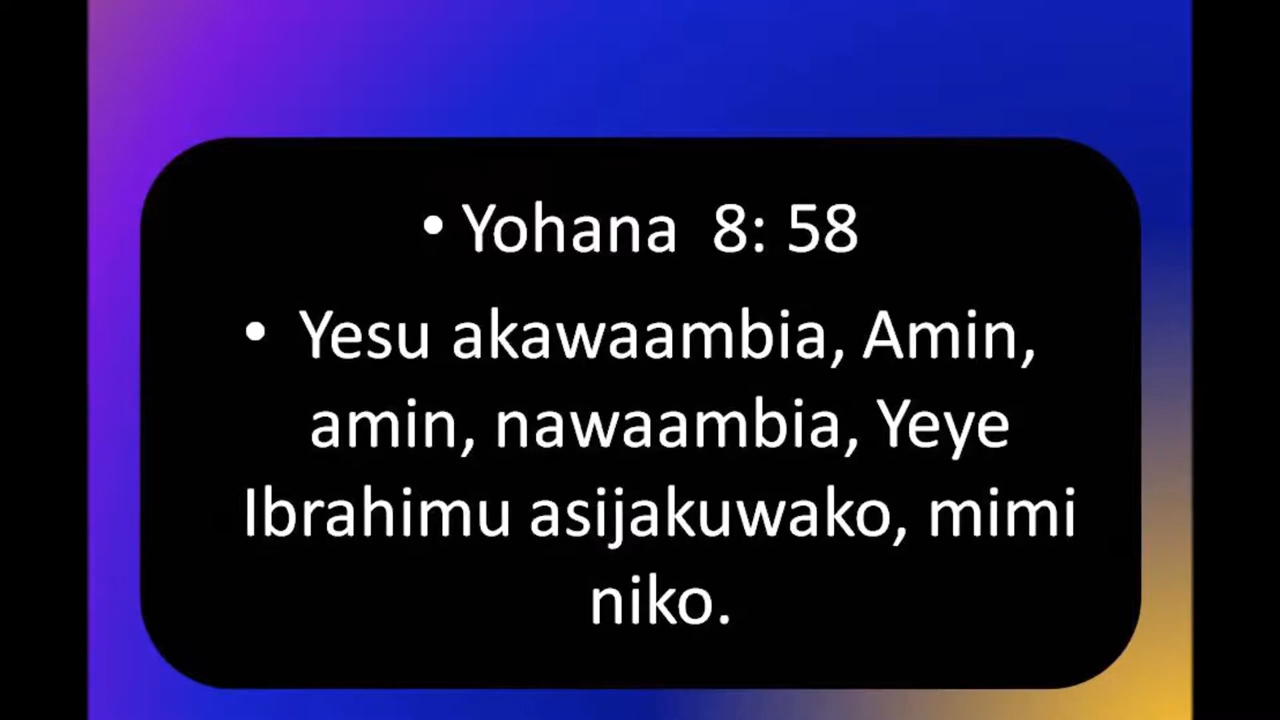 • Yohana 8: 58
• Yesu akawaambia, Amin,
amin, nawaambia, Yeye
Ibrahimu asijakuwako, mimi
niko.